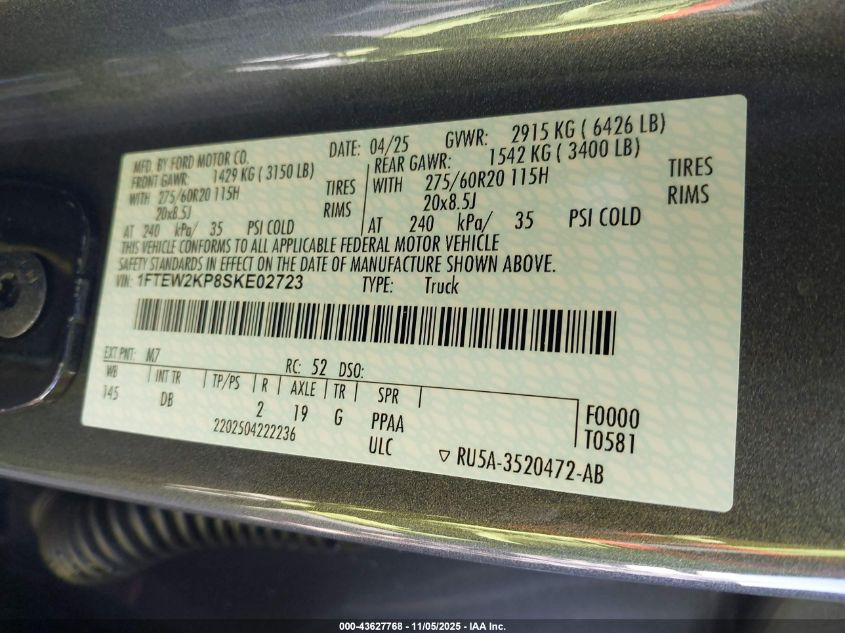 MFD. BY FORD MOTOR CO. DATE: 04/25 GVWR: 2915 KG ( 6426 LB)
FRONT GAWR: 1429 KG ( 3150 LB) REAR GAWR: 1542 KG ( 3400 LB)
WITH 275/60R20 115H TIRES WITH 275/60R20 115H TIRES
20x8.5J RIMS 20x8.5J RIMS
AT 240 kPa/ 35 PSI COLD AT 240 kPa/ 35 PSI COLD
THIS VEHICLE CONFORMS TO ALL APPLICABLE FEDERAL MOTOR VEHICLE
SAFETY STANDARDS IN EFFECT ON THE DATE OF MANUFACTURE SHOWN ABOVE.
VIN: 1FTEW2KP8SKE02723 TYPE: Truck
EXT PNT: M7 RC: 52 DSO:
WB INT TR TP/PS R AXLE TR SPR
145 DB 2 19 G PPAA F0000
2202504222236 ULC T0581
▽ RU5A-3520472-AB
000-43627768 - 11/05/2025 - IAA Inc.